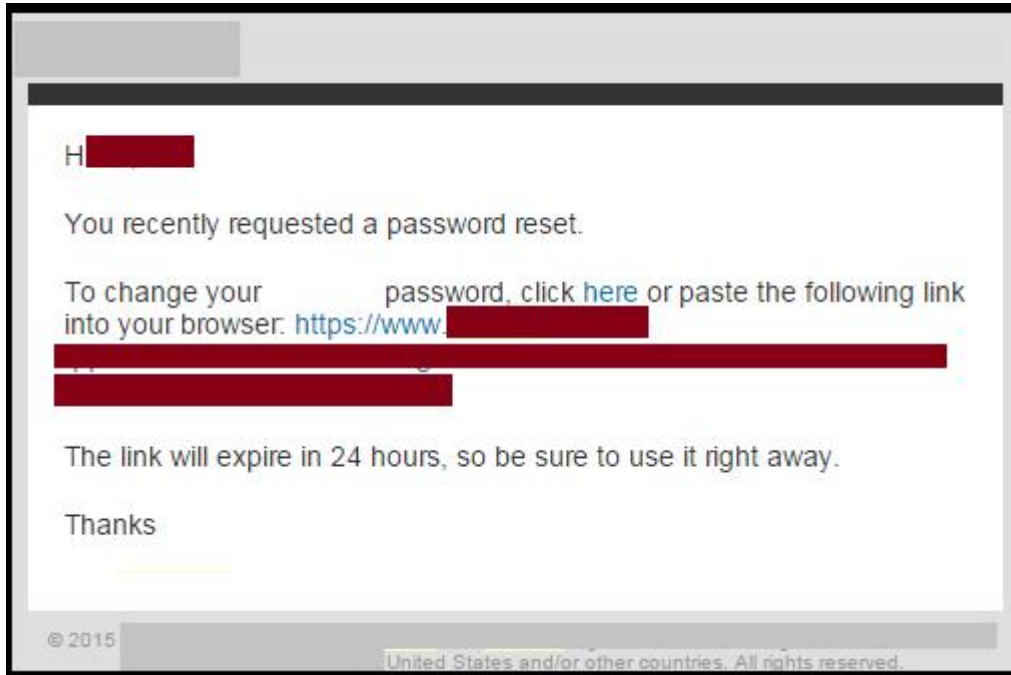 H
You recently requested a password reset.
To change your password, click here or paste the following link
into your browser: https://www.
The link will expire in 24 hours, so be sure to use it right away.
Thanks
© 2015
United States and/or other countries. All rights reserved.